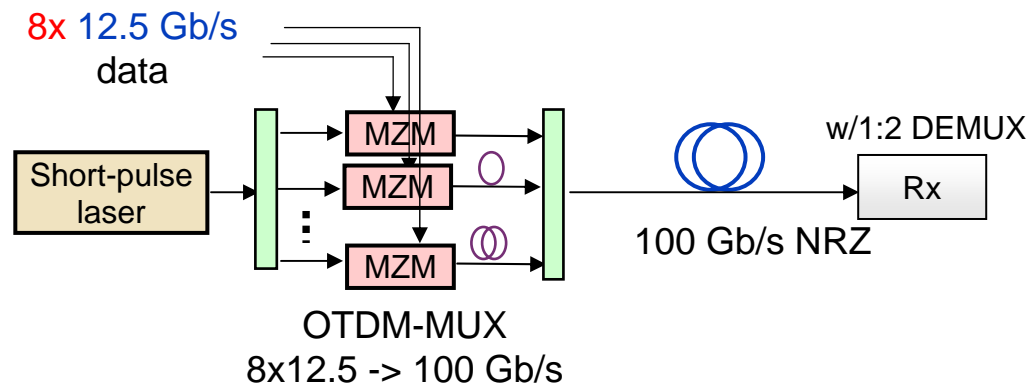 8x 12.5 Gb/s
data
Short-pulse
laser
MZM
MZM
MZM
OTDM-MUX
8x12.5 -> 100 Gb/s
100 Gb/s NRZ
w/1:2 DEMUX
Rx